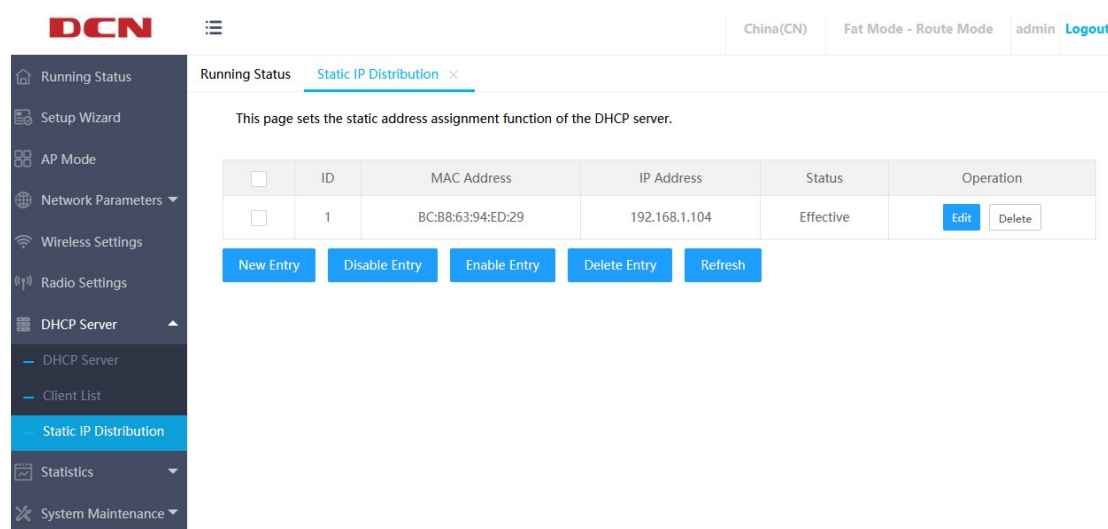 DCN
China(CN) Fat Mode - Route Mode admin Logout
Running Status
Setup Wizard
AP Mode
Network Parameters
Wireless Settings
Radio Settings
DHCP Server
DHCP Server
Client List
Static IP Distribution
Statistics
System Maintenance
Running Status Static IP Distribution ×
This page sets the static address assignment function of the DHCP server.
ID MAC Address IP Address Status Operation
1 BC:B8:63:94:ED:29 192.168.1.104 Effective Edit Delete
New Entry Disable Entry Enable Entry Delete Entry Refresh